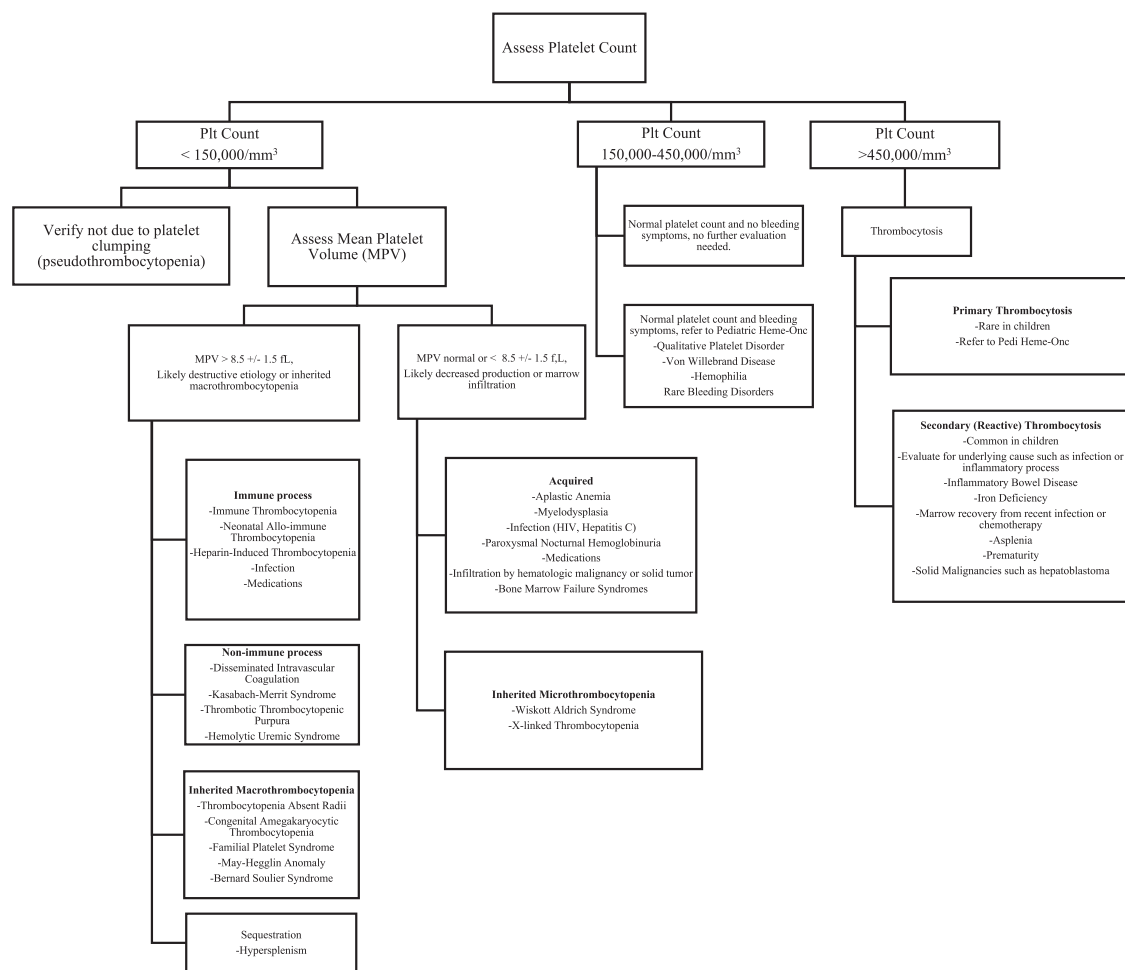 Assess Platelet Count
Plt Count
< 150,000/mm³
Plt Count
150,000-450,000/mm³
Plt Count
>450,000/mm³
Verify not due to platelet
clumping
(pseudothrombocytopenia)
Assess Mean Platelet
Volume (MPV)
Normal platelet count and no bleeding
symptoms, no further evaluation
needed.
Thrombocytosis
MPV > 8.5 +/- 1.5 fL,
Likely destructive etiology or inherited
macrothrombocytopenia
MPV normal or < 8.5 +/- 1.5 f,L,
Likely decreased production or marrow
infiltration
Normal platelet count and bleeding
symptoms, refer to Pediatric Heme-Onc
-Qualitative Platelet Disorder
-Von Willebrand Disease
-Hemophilia
Rare Bleeding Disorders
Primary Thrombocytosis
-Rare in children
-Refer to Pedi Heme-Onc
Secondary (Reactive) Thrombocytosis
-Common in children
-Evaluate for underlying cause such as infection or
inflammatory process
-Inflammatory Bowel Disease
-Iron Deficiency
-Marrow recovery from recent infection or
chemotherapy
-Asplenia
-Prematurity
-Solid Malignancies such as hepatoblastoma
Immune process
-Immune Thrombocytopenia
-Neonatal Allo-immune
Thrombocytopenia
-Heparin-Induced Thrombocytopenia
-Infection
-Medications
Acquired
-Aplastic Anemia
-Myelodysplasia
-Infection (HIV, Hepatitis C)
-Paroxysmal Nocturnal Hemoglobinuria
-Medications
-Infiltration by hematologic malignancy or solid tumor
-Bone Marrow Failure Syndromes
Non-immune process
-Disseminated Intravascular
Coagulation
-Kasabach-Merrit Syndrome
-Thrombotic Thrombocytopenic
Purpura
-Hemolytic Uremic Syndrome
Inherited Microthrombocytopenia
-Wiskott Aldrich Syndrome
-X-linked Thrombocytopenia
Inherited Macrothrombocytopenia
-Thrombocytopenia Absent Radii
-Congenital Amegakaryocytic
Thrombocytopenia
-Familial Platelet Syndrome
-May-Hegglin Anomaly
-Bernard Soulier Syndrome
Sequestration
-Hypersplenism